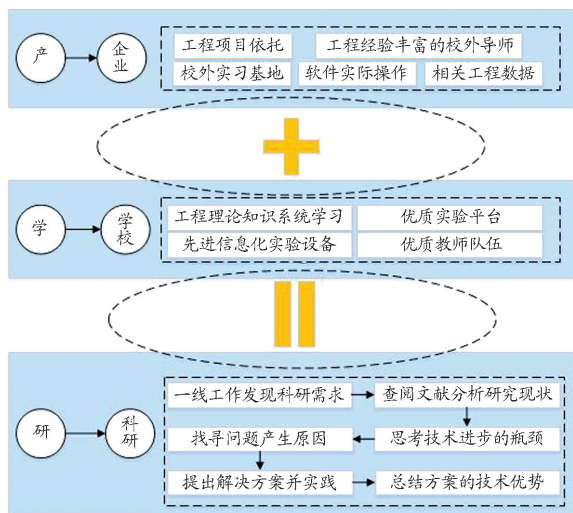 产
企业
工程项目依托
工程经验丰富的校外导师
校外实习基地
软件实际操作
相关工程数据
学
学校
工程理论知识系统学习
优质实验平台
先进信息化实验设备
优质教师队伍
研
科研
一线工作发现科研需求
查阅文献分析研究现状
找寻问题产生原因
思考技术进步的瓶颈
提出解决方案并实践
总结方案的技术优势